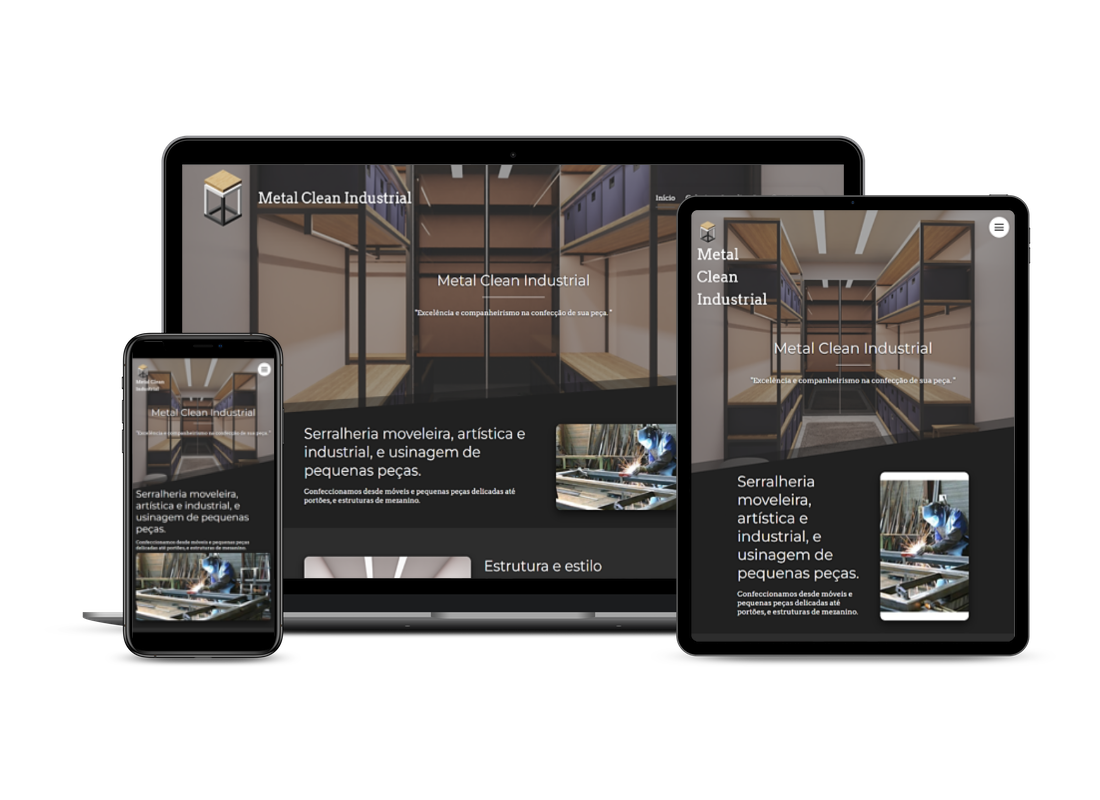 Metal Clean Industrial
Início
Metal Clean Industrial
"Excelência e companheirismo na confecção de sua peça."
Serralheria moveleira, artística e
industrial, e usinagem de
pequenas peças.
Confeccionamos desde móveis e pequenas peças delicadas até
portões, e estruturas de mezanino.
Estrutura e estilo
Metal
Clean
Industrial
Metal Clean Industrial
"Excelência e companheirismo na confecção de sua peça."
Serralheria
moveleira,
artística e
industrial, e
usinagem de
pequenas peças.
Confeccionamos desde móveis e
pequenas peças delicadas até
portões, e estruturas de mezanino.
Metal Clean
Industrial
Metal Clean Industrial
"Excelência e companheirismo na confecção de sua peça."
Serralheria moveleira,
artística e industrial, e
usinagem de pequenas
peças.
Confeccionamos desde móveis e pequenas peças
delicadas até portões, e estruturas de mezanino.